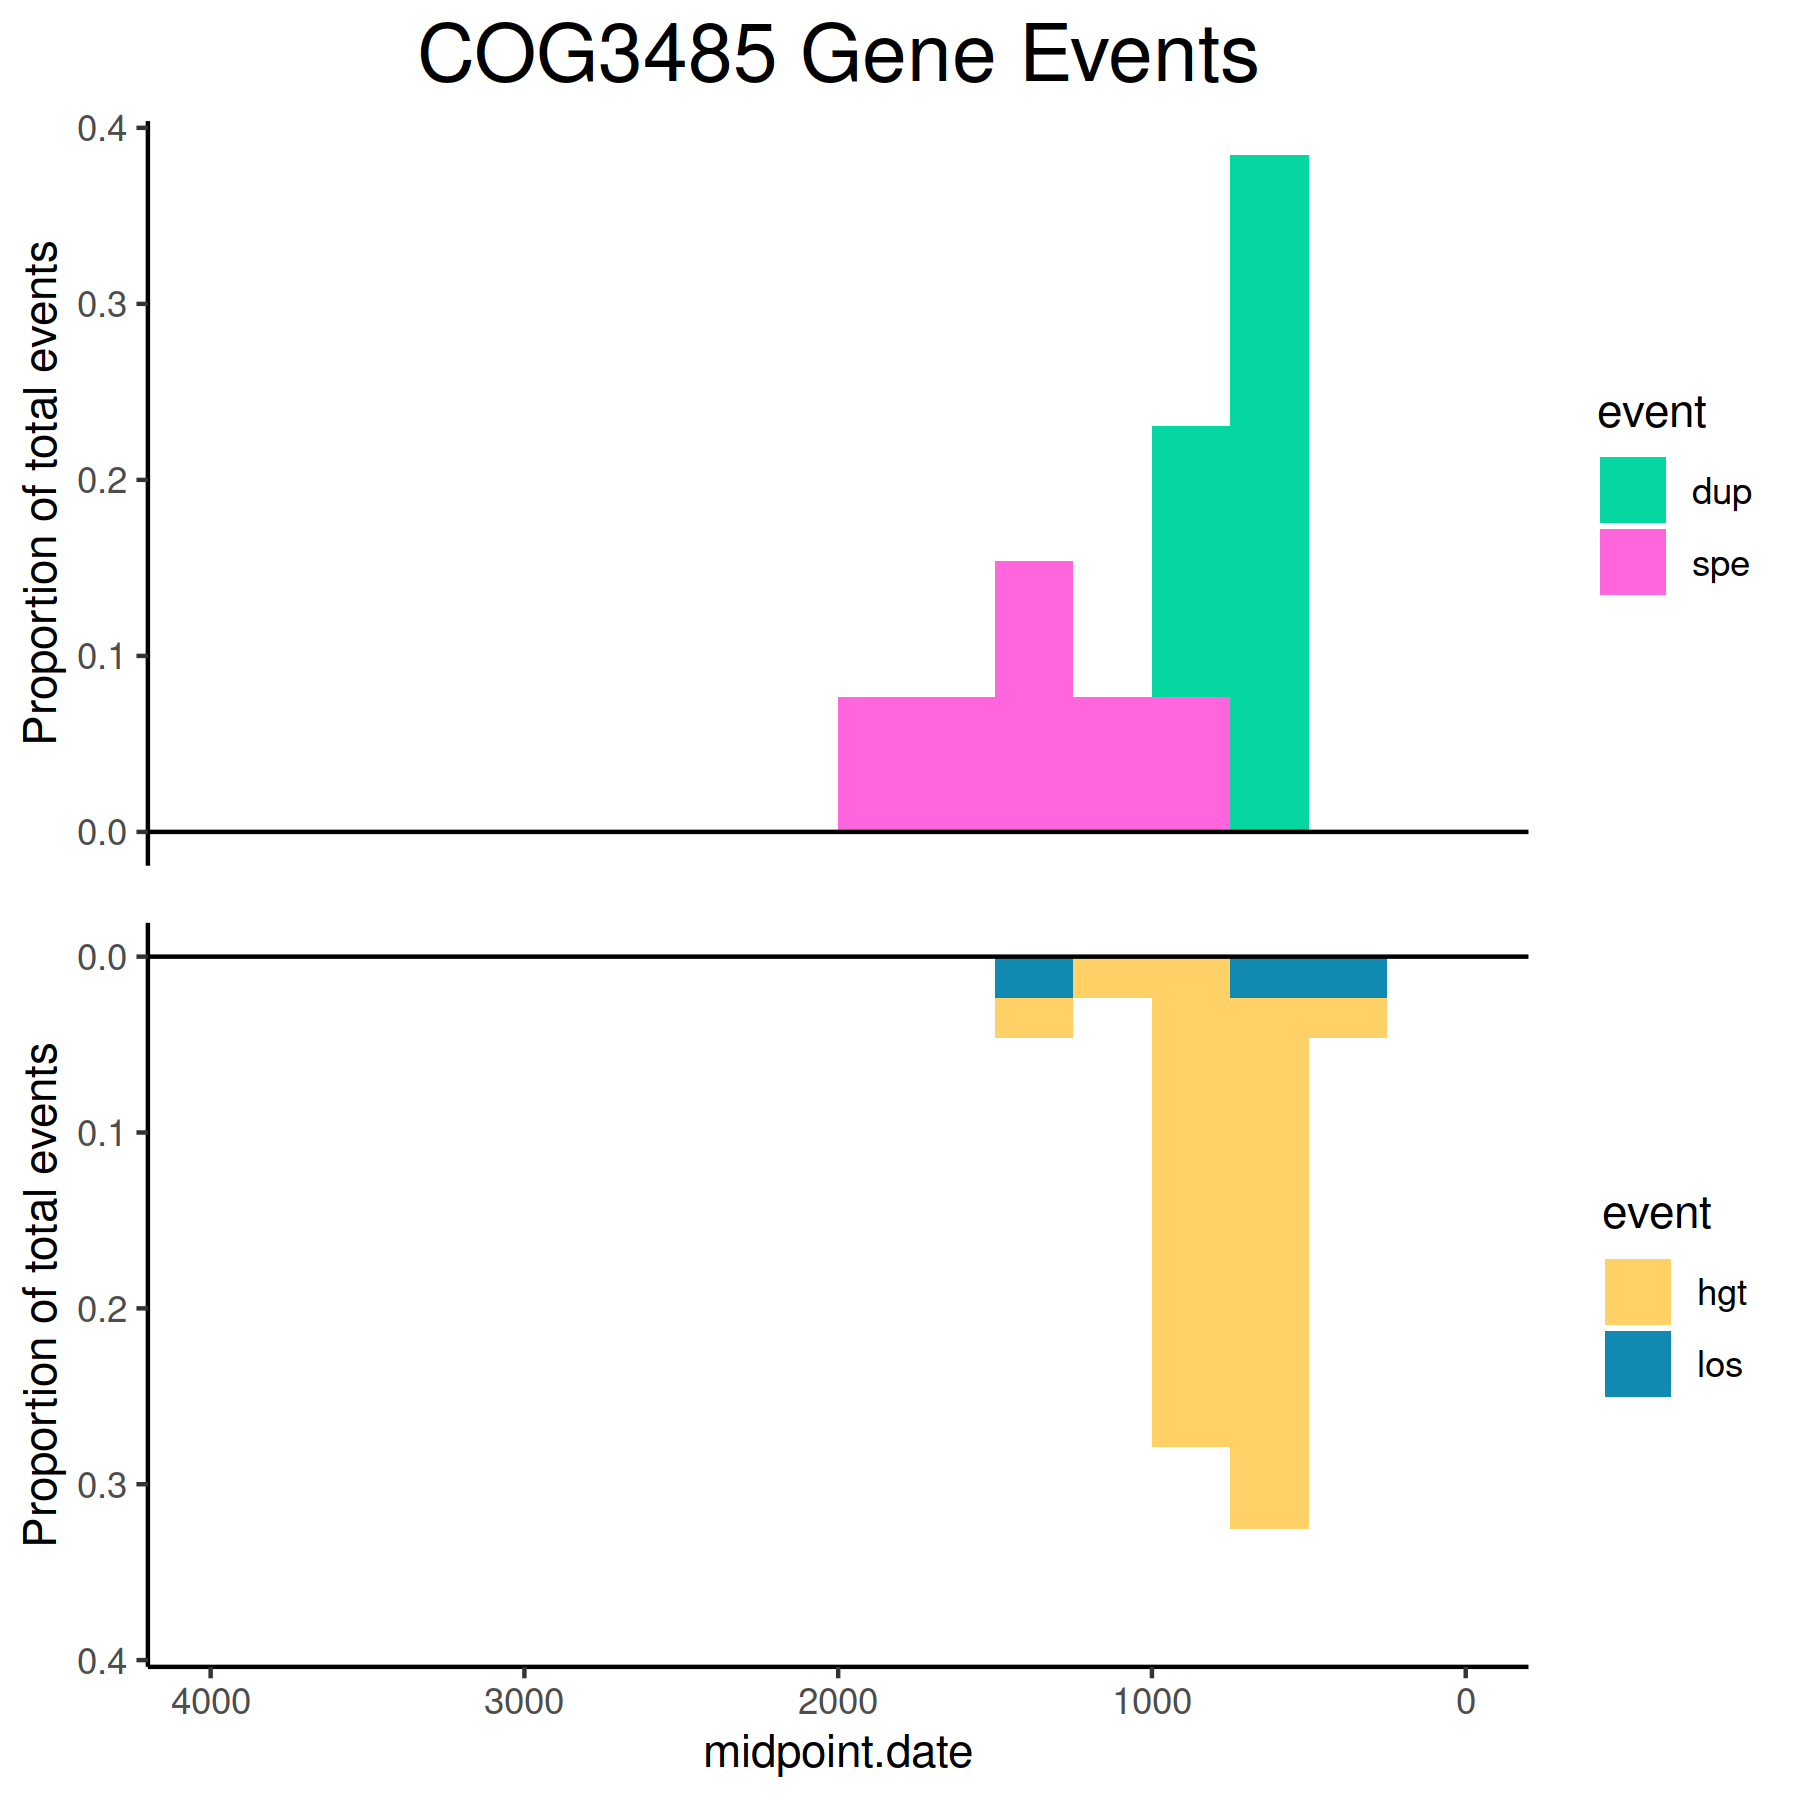 COG3485 Gene Events
Proportion of total events
0.4
0.3
0.2
0.1
0.0
event
dup
spe
Proportion of total events
0.0
0.1
0.2
0.3
0.4
event
hgt
los
4000 3000 2000 1000 0
midpoint.date